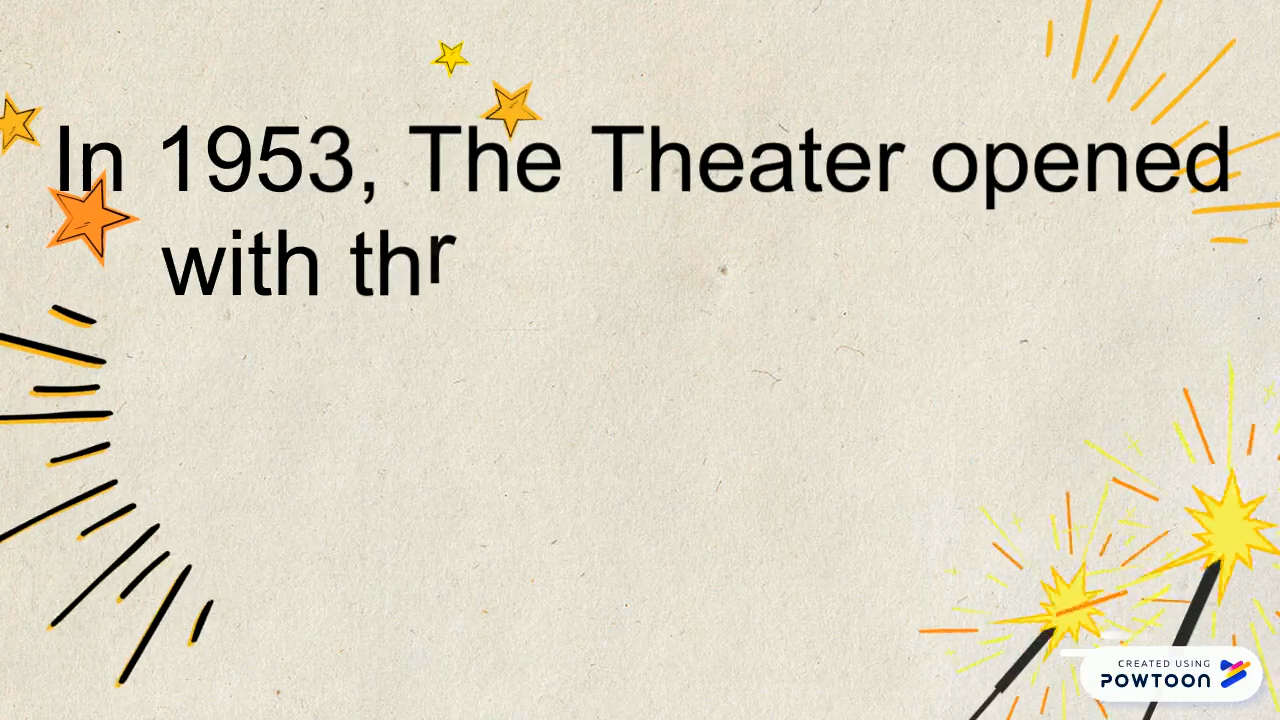 In 1953, The Theater opened
with thr
CREATED USING
POWTOON